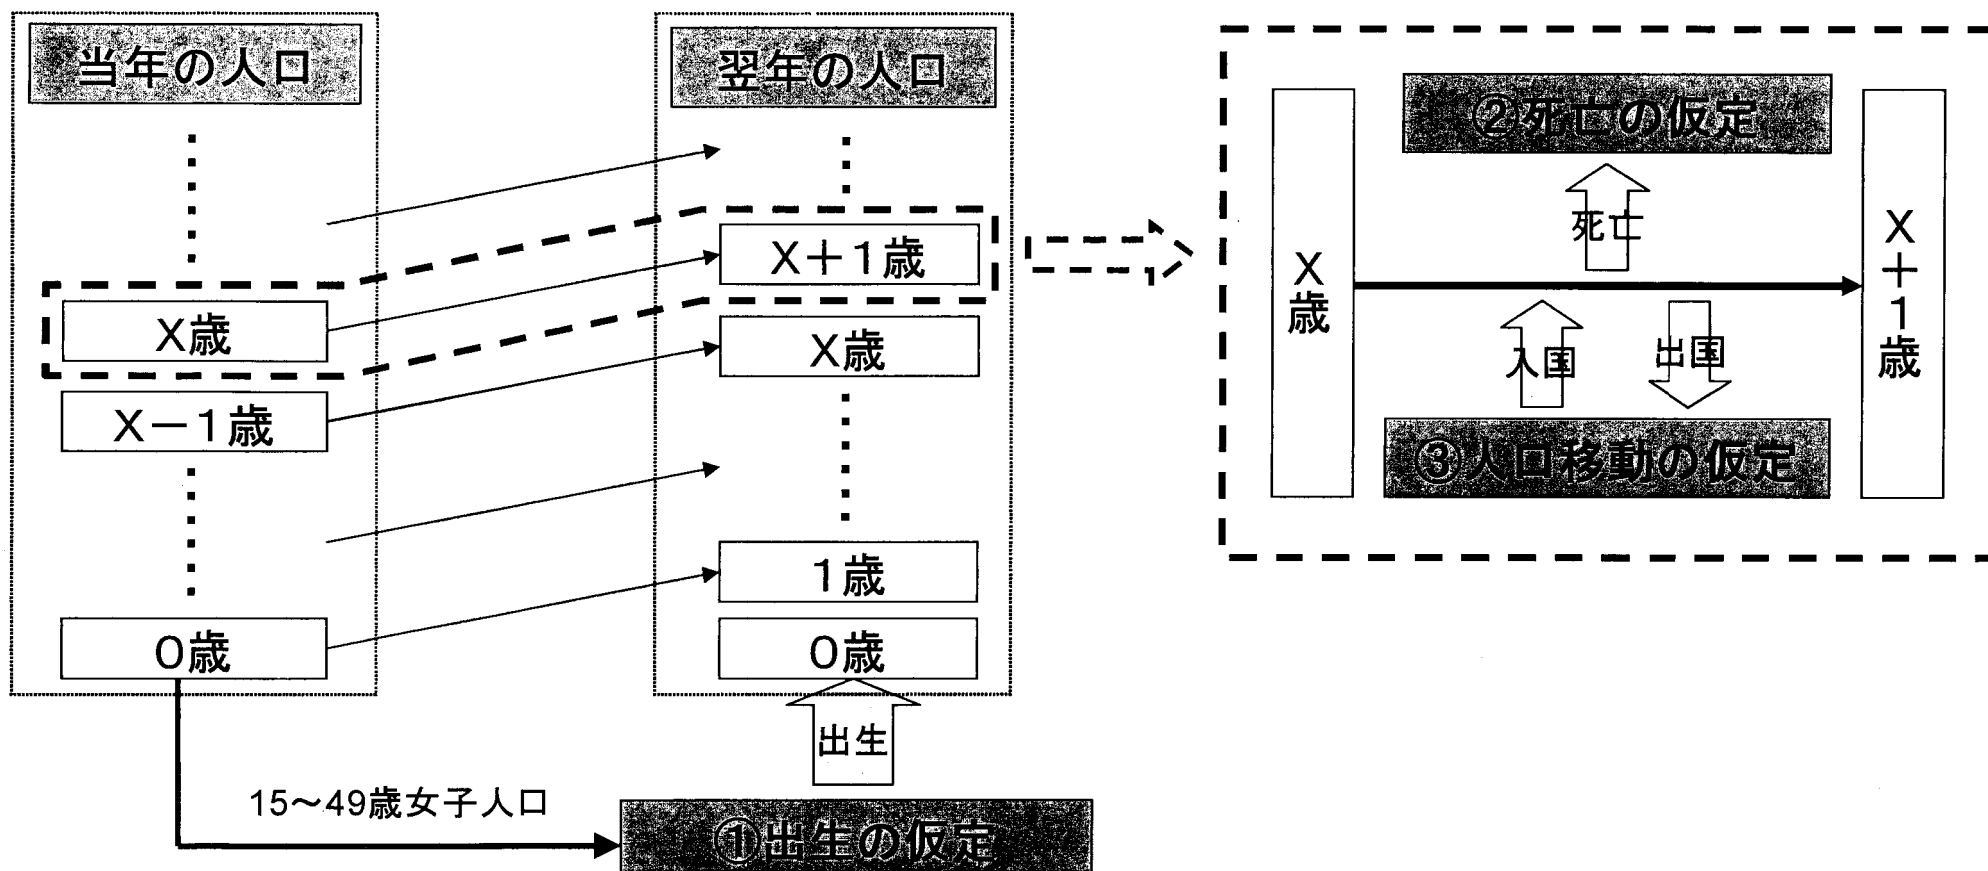 当年の人口
X歳
X－1歳
0歳
翌年の人口
X＋1歳
X歳
1歳
0歳
出生
15～49歳女子人口
①出生の仮定
②死亡の仮定
死亡
X歳
X＋1歳
入国
出国
③人口移動の仮定